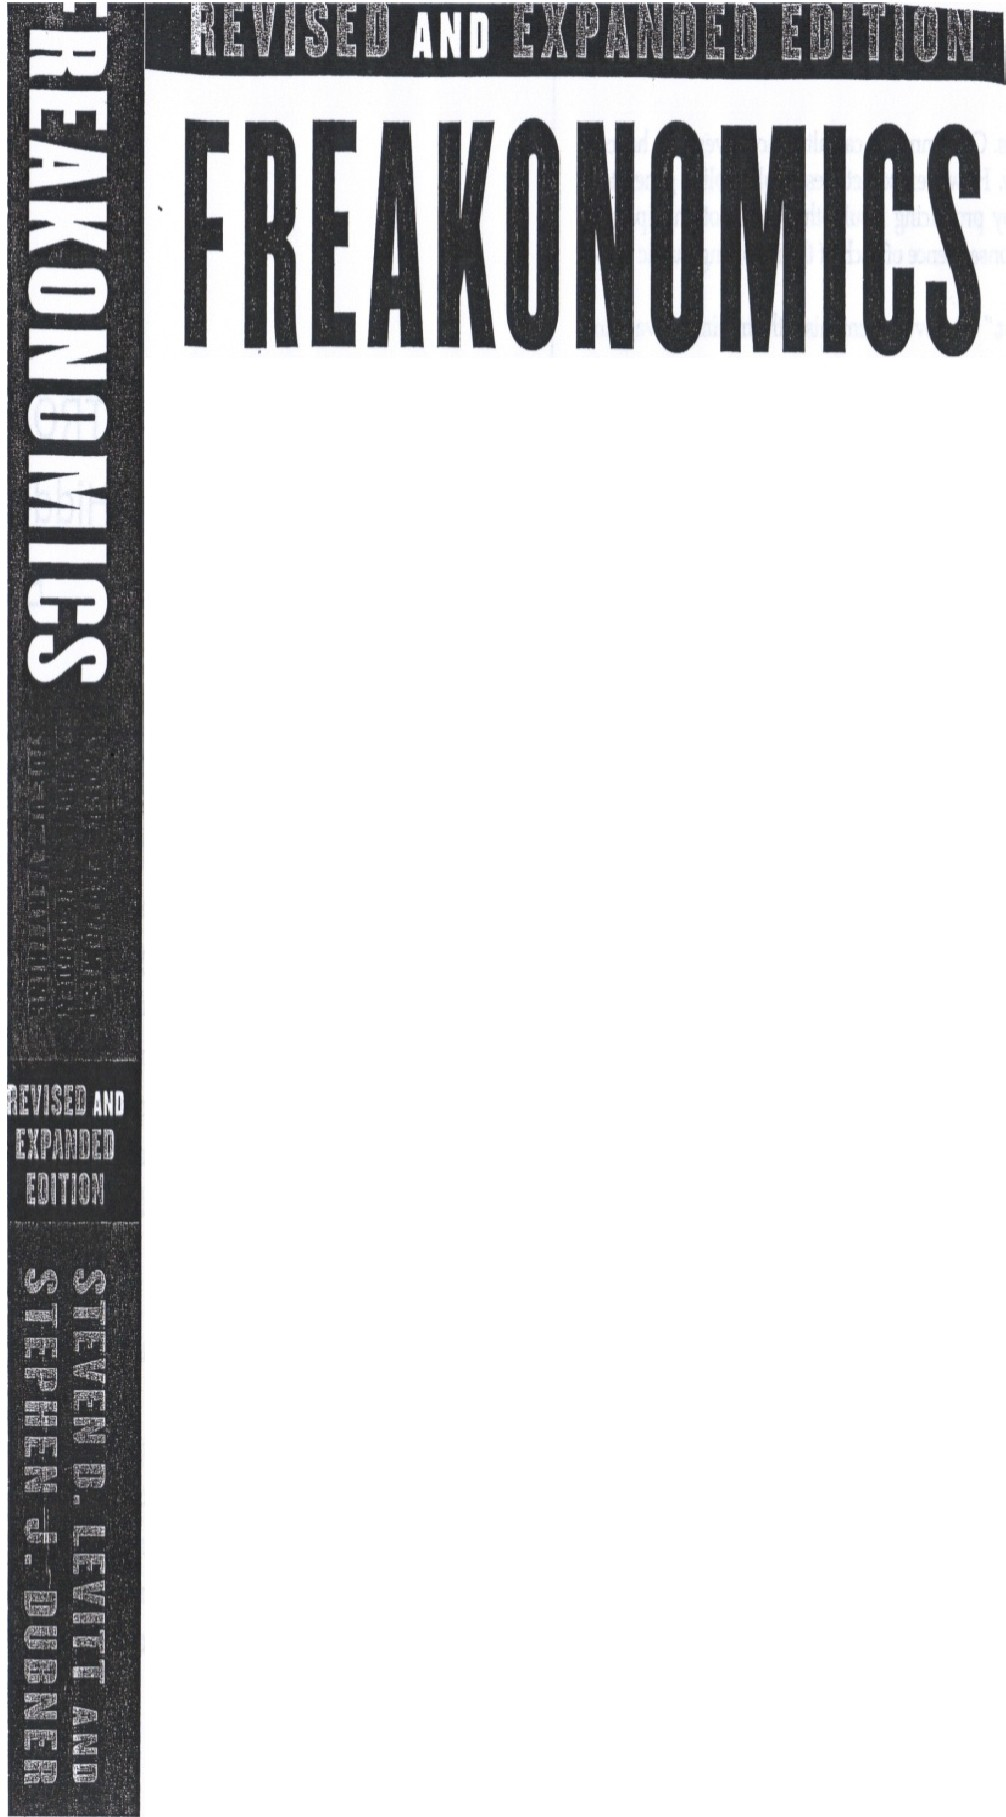 REVISED AND EXPANDED EDITION
FREAKONOMICS
FREAKONOMICS
REVISED AND
EXPANDED
EDITION
STEVEN D. LEVITT AND
STEPHEN J. DUBNER